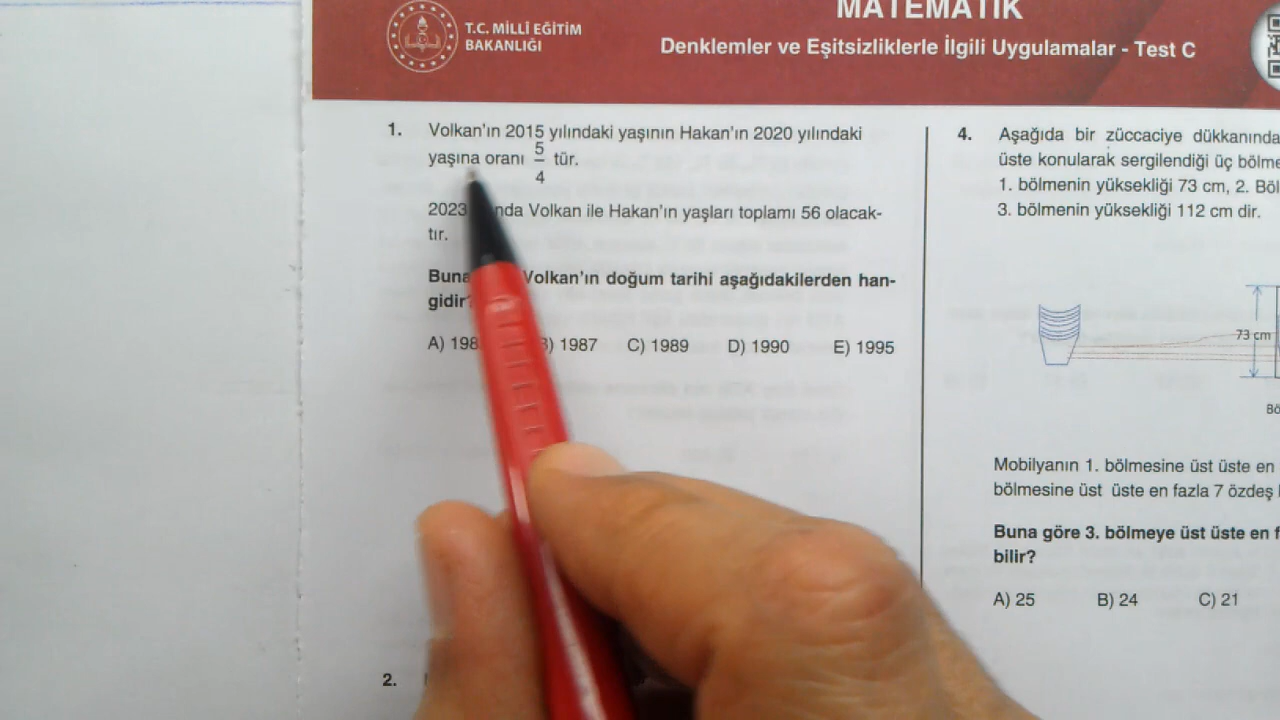 MATEMATİK
T.C. MİLLÎ EĞİTİM
BAKANLIĞI
Denklemler ve Eşitsizliklerle İlgili Uygulamalar - Test C
1. Volkan'ın 2015 yılındaki yaşının Hakan'ın 2020 yılındaki
yaşına oranı 5/4 tür.
2023 Volkan ile Hakan'ın yaşları toplamı 56 olacak-
tır.
Volkan'ın doğum tarihi aşağıdakilerden han-
gidir?
A) B) 1987 C) 1989 D) 1990 E) 1995
2.
4. Aşağıda bir züccaciye dükkanında
üste konularak sergilendiği üç bölme
1. bölmenin yüksekliği 73 cm, 2. Böl
3. bölmenin yüksekliği 112 cm dir.
73 cm
Bö
Mobilyanın 1. bölmesine üst üste en
bölmesine üst üste en fazla 7 özdeş
Buna göre 3. bölmeye üst üste en f
bilir?
A) 25 B) 24 C) 21